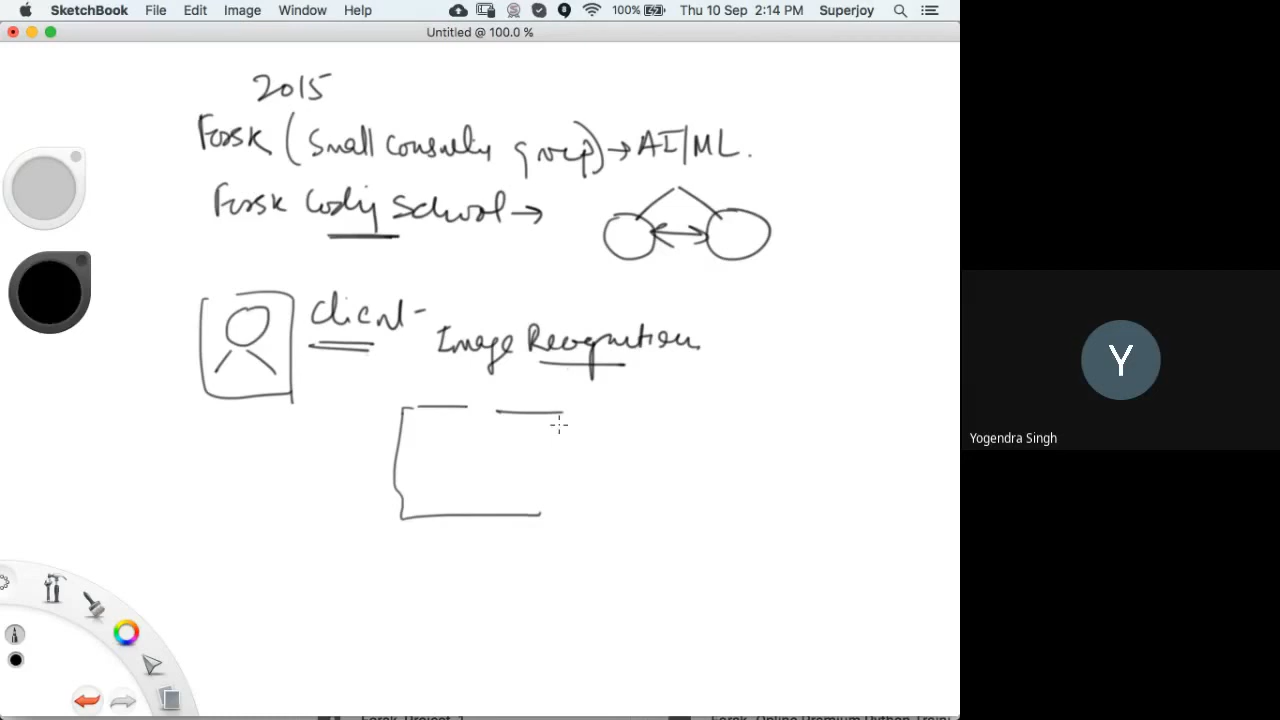 SketchBook File Edit Image Window Help 100% Thu 10 Sep 2:14 PM Superjoy
Untitled @ 100.0 %
2015
Forsk (Small Consulting group) → AI/ML.
Forsk Coding School →
Client -
Image Recognition
Y
Yogendra Singh